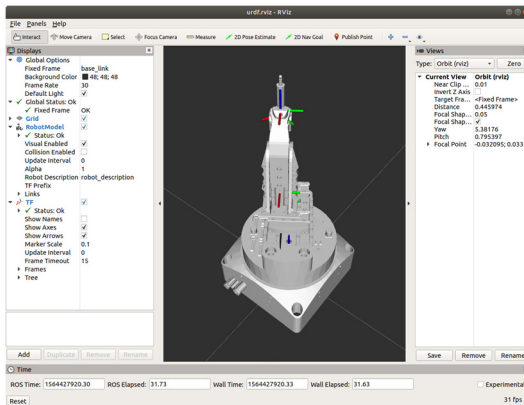 urdf.rviz - RViz
File Panels Help
Interact Move Camera Select Focus Camera Measure 2D Pose Estimate 2D Nav Goal Publish Point
Displays
Global Options
Fixed Frame base_link
Background Color 48; 48; 48
Frame Rate 30
Default Light
Global Status: Ok
Fixed Frame OK
Grid
RobotModel
Status: Ok
Visual Enabled
Collision Enabled
Update Interval 0
Alpha 1
Robot Description robot_description
TF Prefix
Links
TF
Status: Ok
Show Names
Show Axes
Show Arrows
Marker Scale 0.1
Update Interval 0
Frame Timeout 15
Frames
Tree
Add Duplicate Remove Rename
Views
Type: Orbit (rviz) Zero
Current View Orbit (rviz)
Near Clip ... 0.01
Invert Z Axis
Target Fra... <Fixed Frame>
Distance 0.445974
Focal Shap... 0.05
Focal Shap...
Yaw 5.38176
Pitch 0.795397
Focal Point -0.032095; 0.033
Save Remove Rename
Time
ROS Time: 1564427920.30 ROS Elapsed: 31.73 Wall Time: 1564427920.33 Wall Elapsed: 31.63 Experimental
Reset 31 fps